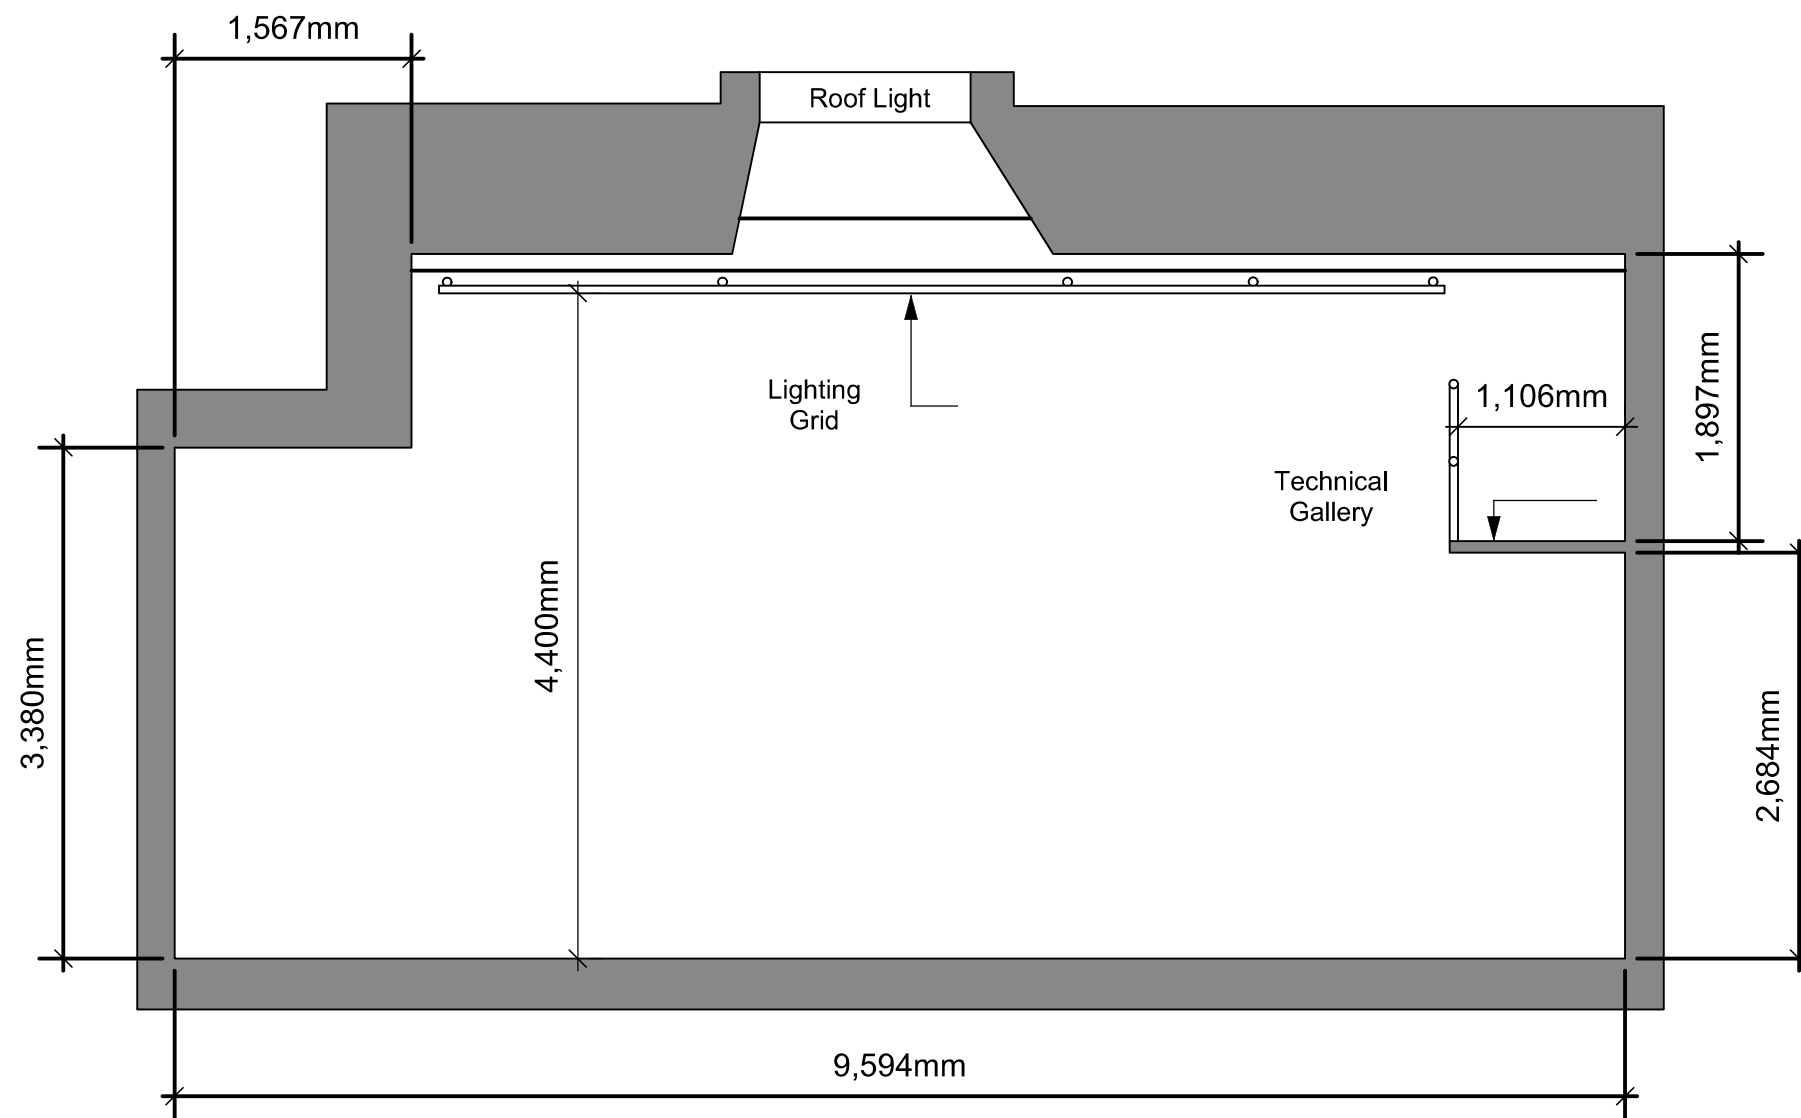 1,567mm
Roof Light
Lighting
Grid
1,106mm
1,897mm
Technical
Gallery
4,400mm
3,380mm
2,684mm
9,594mm